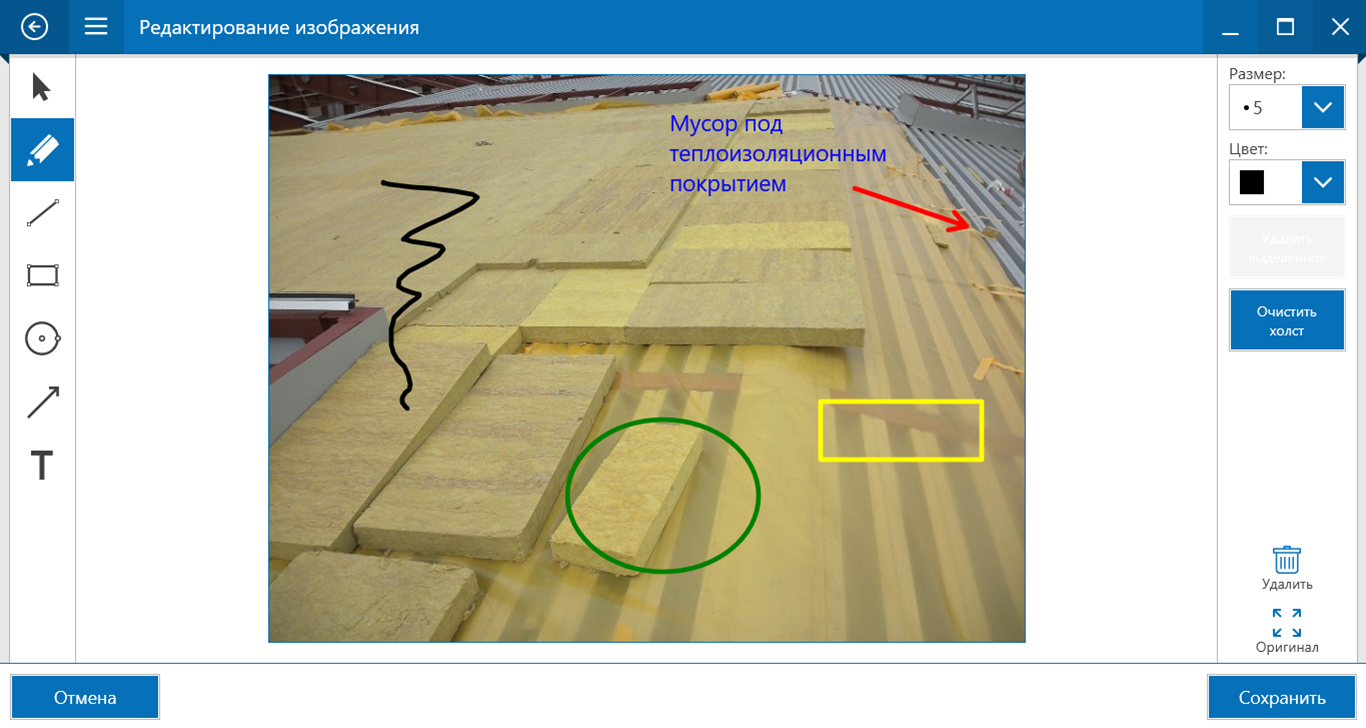 Редактирование изображения
Размер:
•5
Цвет:
Удалить
выделенное
Очистить
холст
Мусор под
теплоизоляционным
покрытием
T
Удалить
Оригинал
Отмена
Сохранить